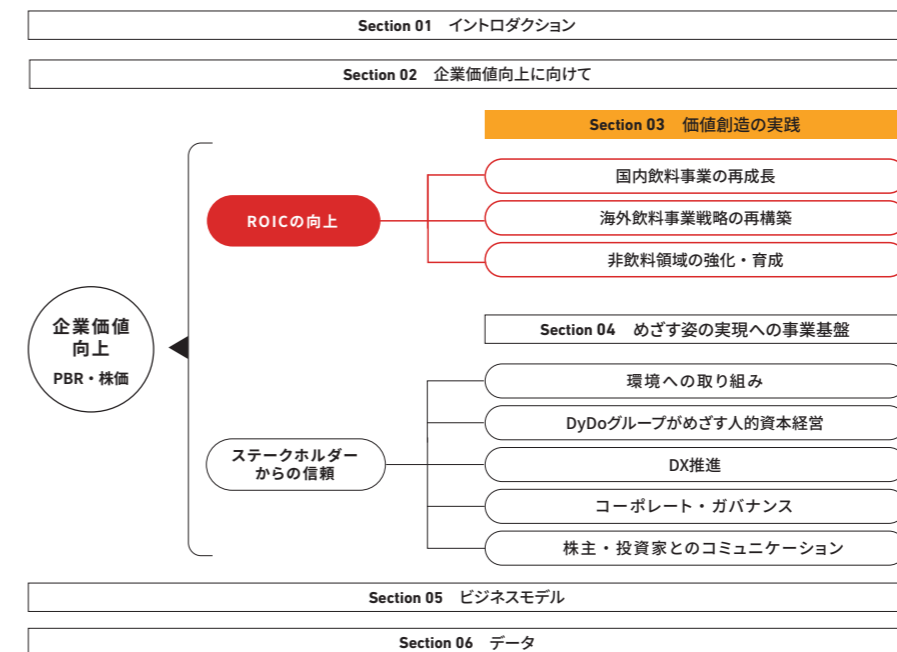 Section 01 イントロダクション
Section 02 企業価値向上に向けて
Section 03 価値創造の実践
ROICの向上
国内飲料事業の再成長
海外飲料事業戦略の再構築
非飲料領域の強化・育成
企業価値
向上
PBR・株価
Section 04 めざす姿の実現への事業基盤
ステークホルダー
からの信頼
環境への取り組み
DyDoグループがめざす人的資本経営
DX推進
コーポレート・ガバナンス
株主・投資家とのコミュニケーション
Section 05 ビジネスモデル
Section 06 データ